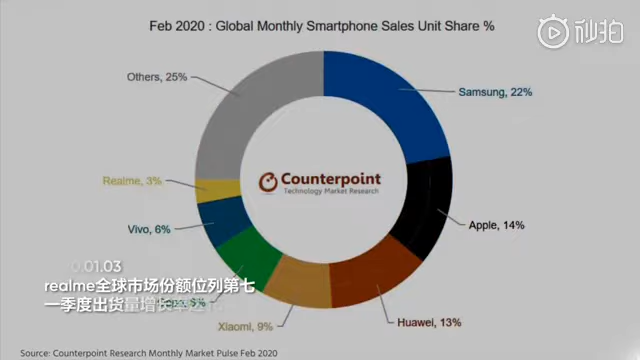 Feb 2020 : Global Monthly Smartphone Sales Unit Share %
秒拍
Others, 25%
Samsung, 22%
Realme, 3%
Counterpoint
Technology Market Research
Vivo, 6%
Apple, 14%
0.01.03
realme全球市场份额位列第七
一季度出货量增长率
Xiaomi, 9%
Huawei, 13%
Source: Counterpoint Research Monthly Market Pulse Feb 2020